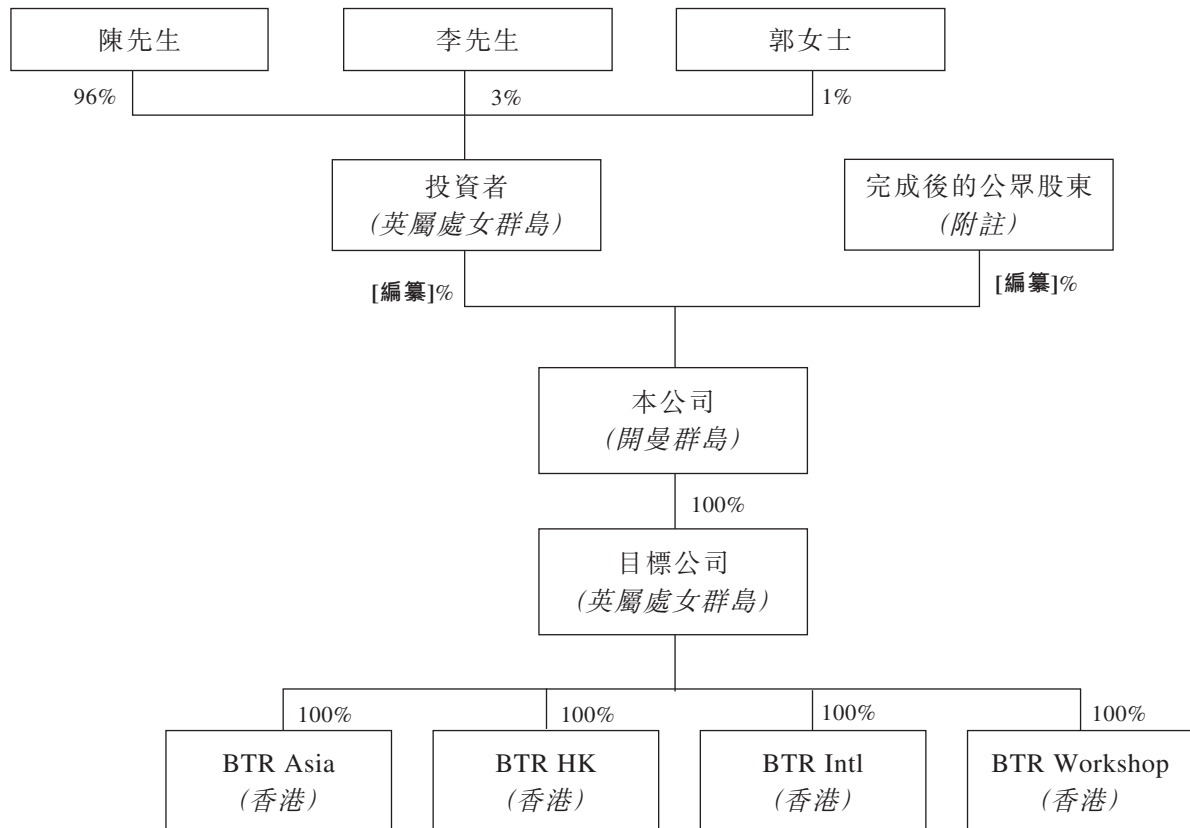 陳先生
李先生
郭女士
96%
3%
1%
投資者
(英屬處女群島)
完成後的公眾股東
(附註)
[編纂]%
[編纂]%
本公司
(開曼群島)
100%
目標公司
(英屬處女群島)
100%
100%
100%
100%
BTR Asia
(香港)
BTR HK
(香港)
BTR Intl
(香港)
BTR Workshop
(香港)